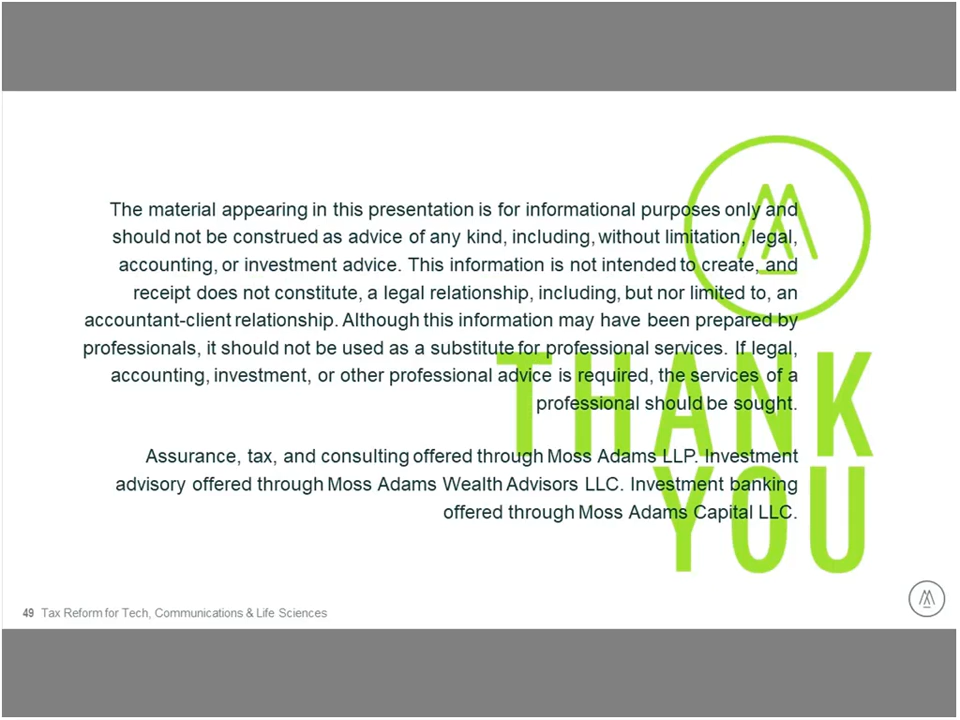 The material appearing in this presentation is for informational purposes only and
should not be construed as advice of any kind, including, without limitation, legal,
accounting, or investment advice. This information is not intended to create, and
receipt does not constitute, a legal relationship, including, but nor limited to, an
accountant-client relationship. Although this information may have been prepared by
professionals, it should not be used as a substitute for professional services. If legal,
accounting, investment, or other professional advice is required, the services of a
professional should be sought.
Assurance, tax, and consulting offered through Moss Adams LLP. Investment
advisory offered through Moss Adams Wealth Advisors LLC. Investment banking
offered through Moss Adams Capital LLC.
THANK
YOU
49 Tax Reform for Tech, Communications & Life Sciences